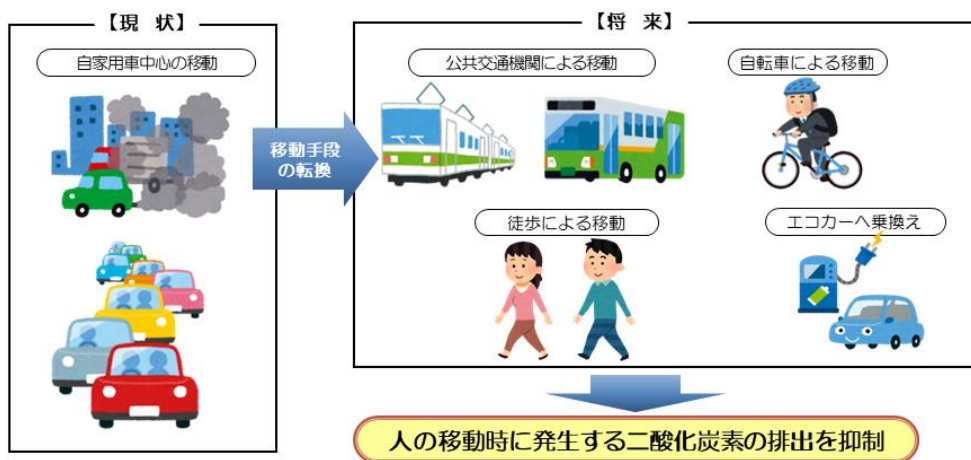 【現 状】
自家用車中心の移動
移動手段
の転換
【将 来】
公共交通機関による移動
自転車による移動
徒歩による移動
エコカーへ乗換え
人の移動時に発生する二酸化炭素の排出を抑制